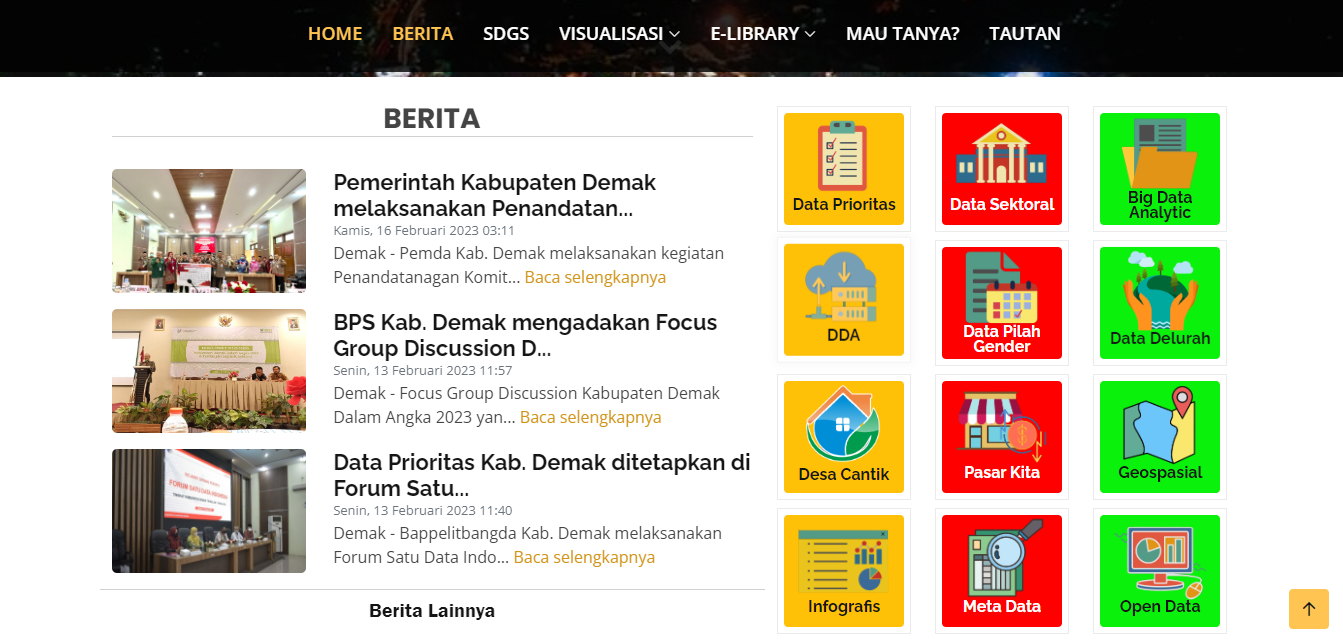 HOME BERITA SDGS VISUALISASI E-LIBRARY MAU TANYA? TAUTAN
BERITA
Pemerintah Kabupaten Demak
melaksanakan Penandatan...
Kamis, 16 Februari 2023 03:11
Demak - Pemda Kab. Demak melaksanakan kegiatan
Penandatanagan Komit... Baca selengkapnya
BPS Kab. Demak mengadakan Focus
Group Discussion D...
Senin, 13 Februari 2023 11:57
Demak - Focus Group Discussion Kabupaten Demak
Dalam Angka 2023 yan... Baca selengkapnya
FORUM SATU DATA INDONESIA
Data Prioritas Kab. Demak ditetapkan di
Forum Satu...
Senin, 13 Februari 2023 11:40
Demak - Bappelitbangda Kab. Demak melaksanakan
Forum Satu Data Indo... Baca selengkapnya
Berita Lainnya
Data Prioritas
Data Sektoral
Big Data
Analytic
DDA
Data Pilah
Gender
Data Delurah
Desa Cantik
Pasar Kita
Geospasial
Infografis
Meta Data
Open Data